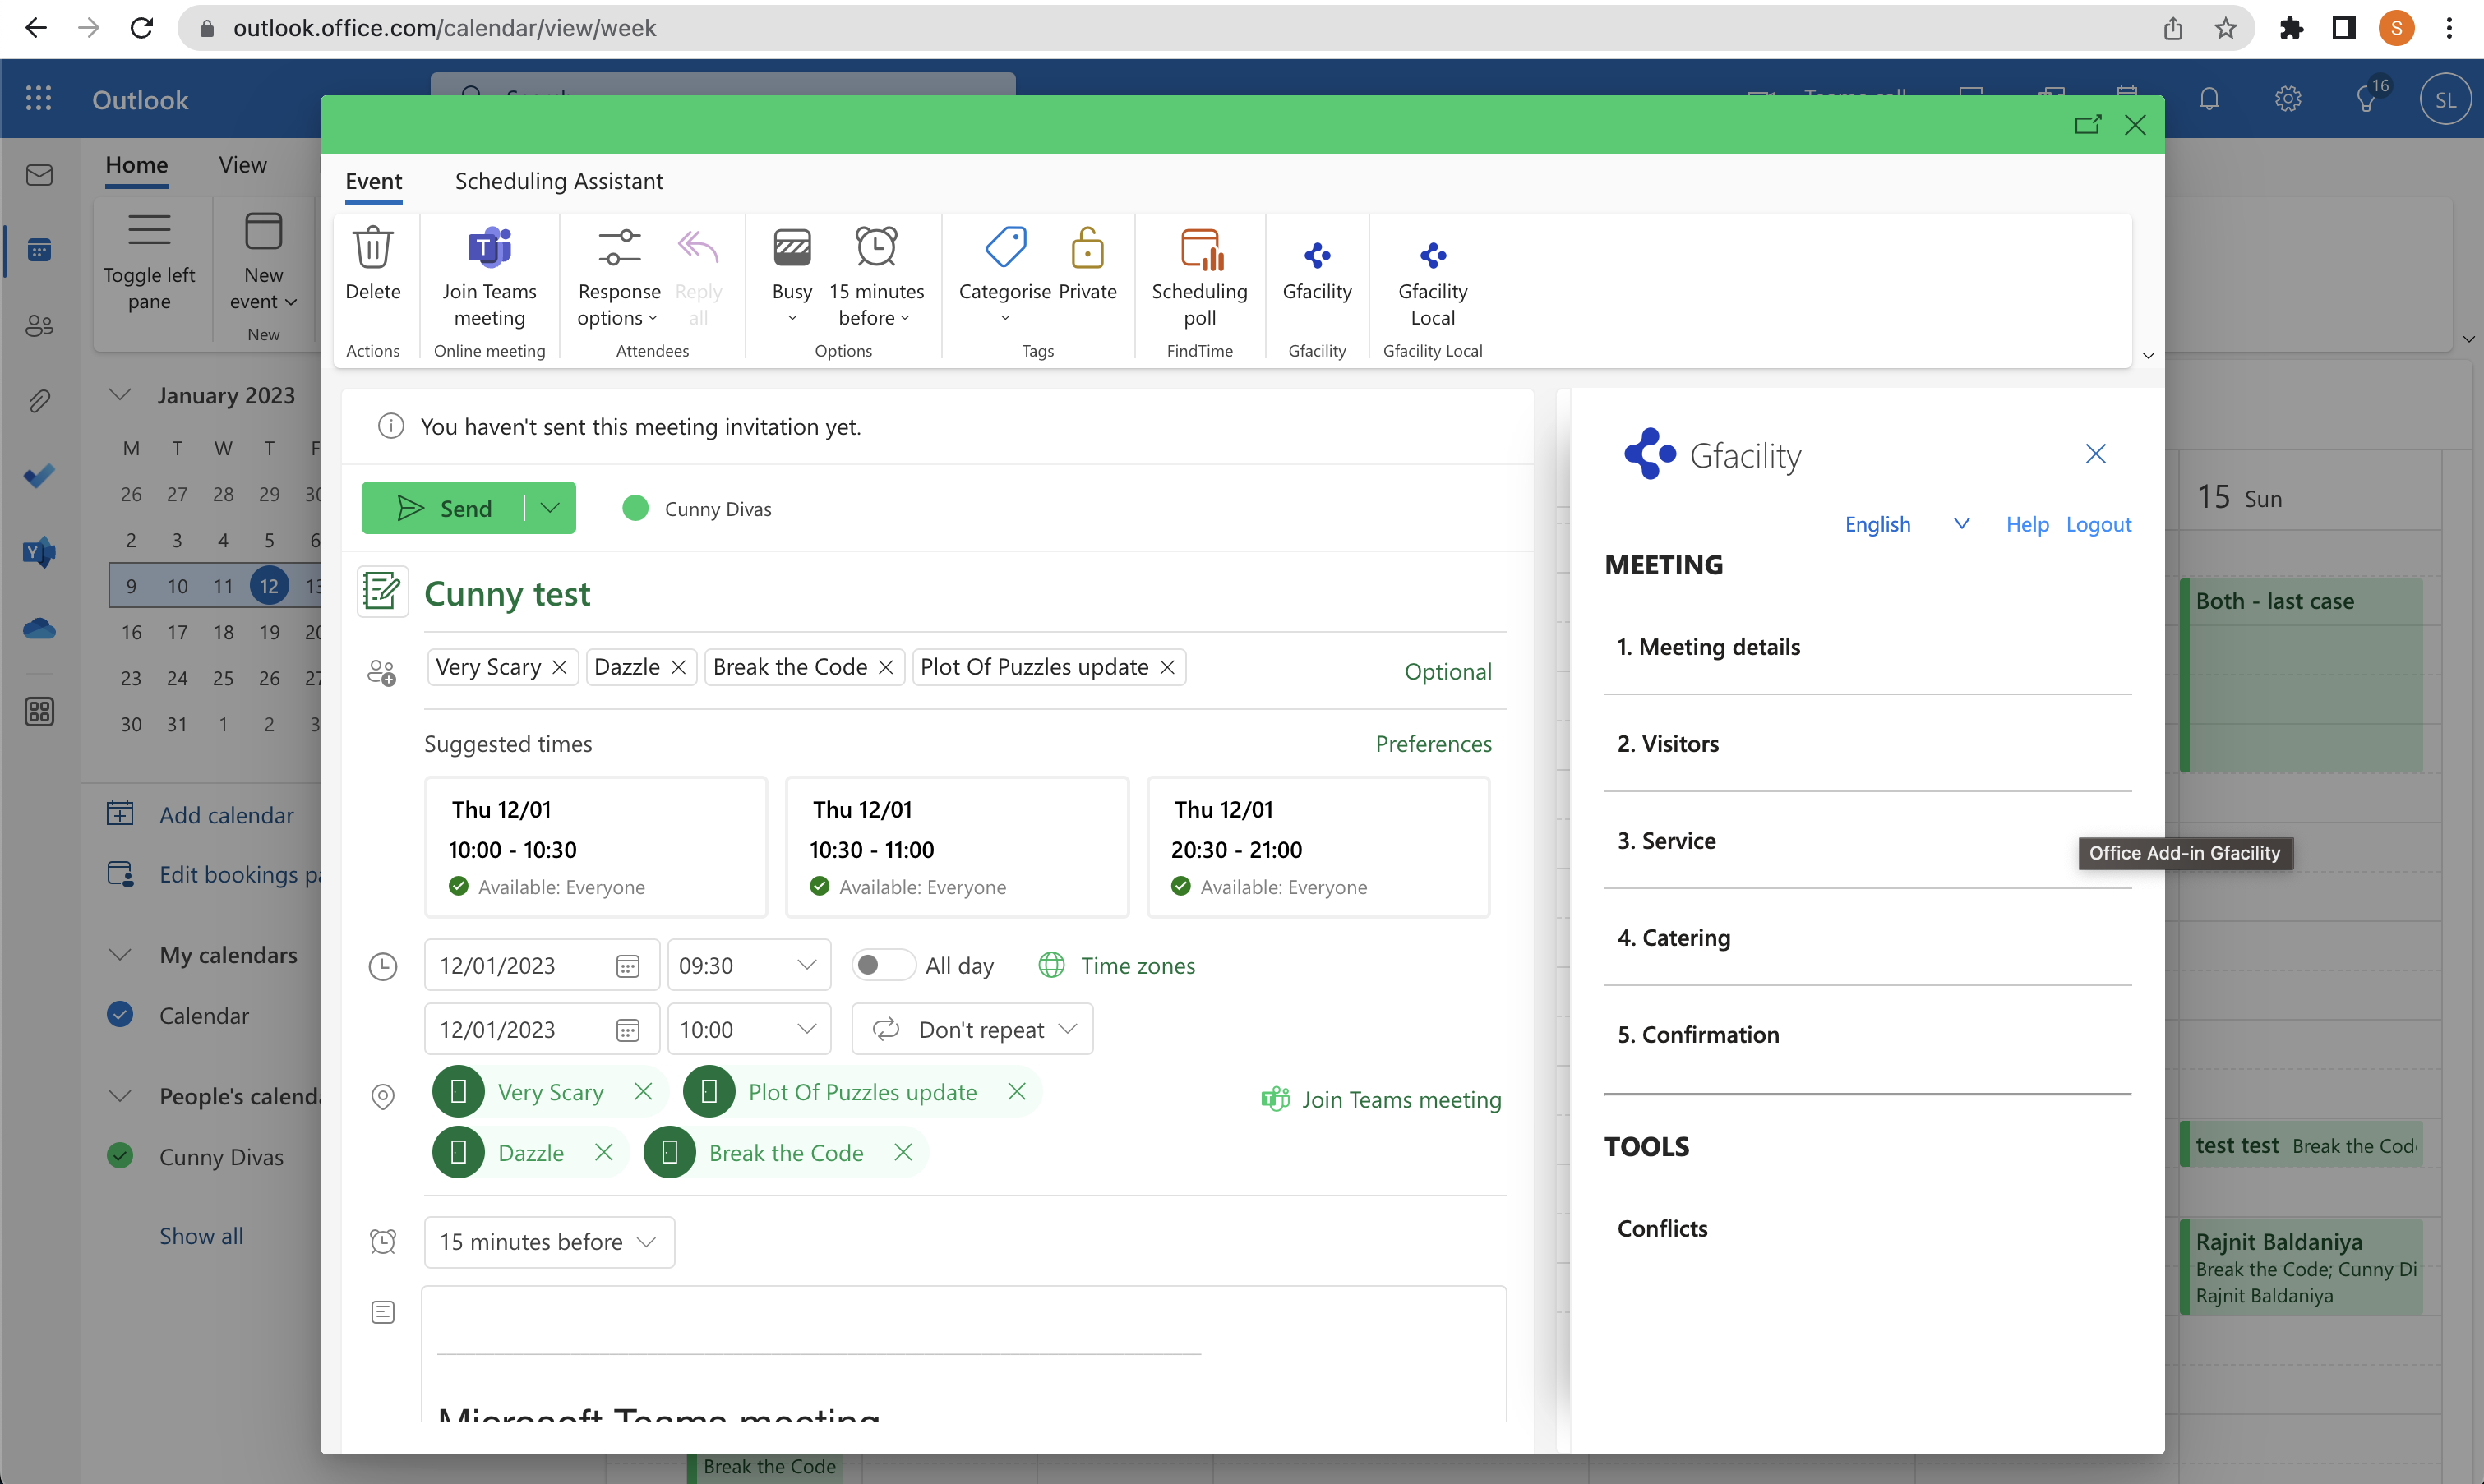 outlook.office.com/calendar/view/week
S
Outlook
16
SL
Home
View
Toggle left
pane
New
event
New
Event
Scheduling Assistant
Delete
Actions
Join Teams
meeting
Online meeting
Response
options
Reply
all
Attendees
Busy
15 minutes
before
Options
Categorise
Private
Tags
Scheduling
poll
FindTime
Gfacility
Gfacility
Gfacility
Local
Gfacility Local
January 2023
M T W T F
26 27 28 29 30
2 3 4 5 6
9 10 11 12 13
16 17 18 19 20
23 24 25 26 27
30 31 1 2 3
Add calendar
Edit bookings pa
My calendars
Calendar
People's calenda
Cunny Divas
Show all
You haven't sent this meeting invitation yet.
Send
Cunny Divas
Cunny test
Very Scary
Dazzle
Break the Code
Plot Of Puzzles update
Optional
Suggested times
Preferences
Thu 12/01
10:00 - 10:30
Available: Everyone
Thu 12/01
10:30 - 11:00
Available: Everyone
Thu 12/01
20:30 - 21:00
Available: Everyone
12/01/2023
09:30
All day
Time zones
12/01/2023
10:00
Don't repeat
Very Scary
Plot Of Puzzles update
Join Teams meeting
Dazzle
Break the Code
15 minutes before
Microsoft Teams meeting
Break the Code
Gfacility
English
Help
Logout
MEETING
1. Meeting details
2. Visitors
3. Service
4. Catering
5. Confirmation
TOOLS
Conflicts
Office Add-in Gfacility
15 Sun
Both - last case
test test Break the Cod
Rajnit Baldaniya
Break the Code; Cunny Di
Rajnit Baldaniya